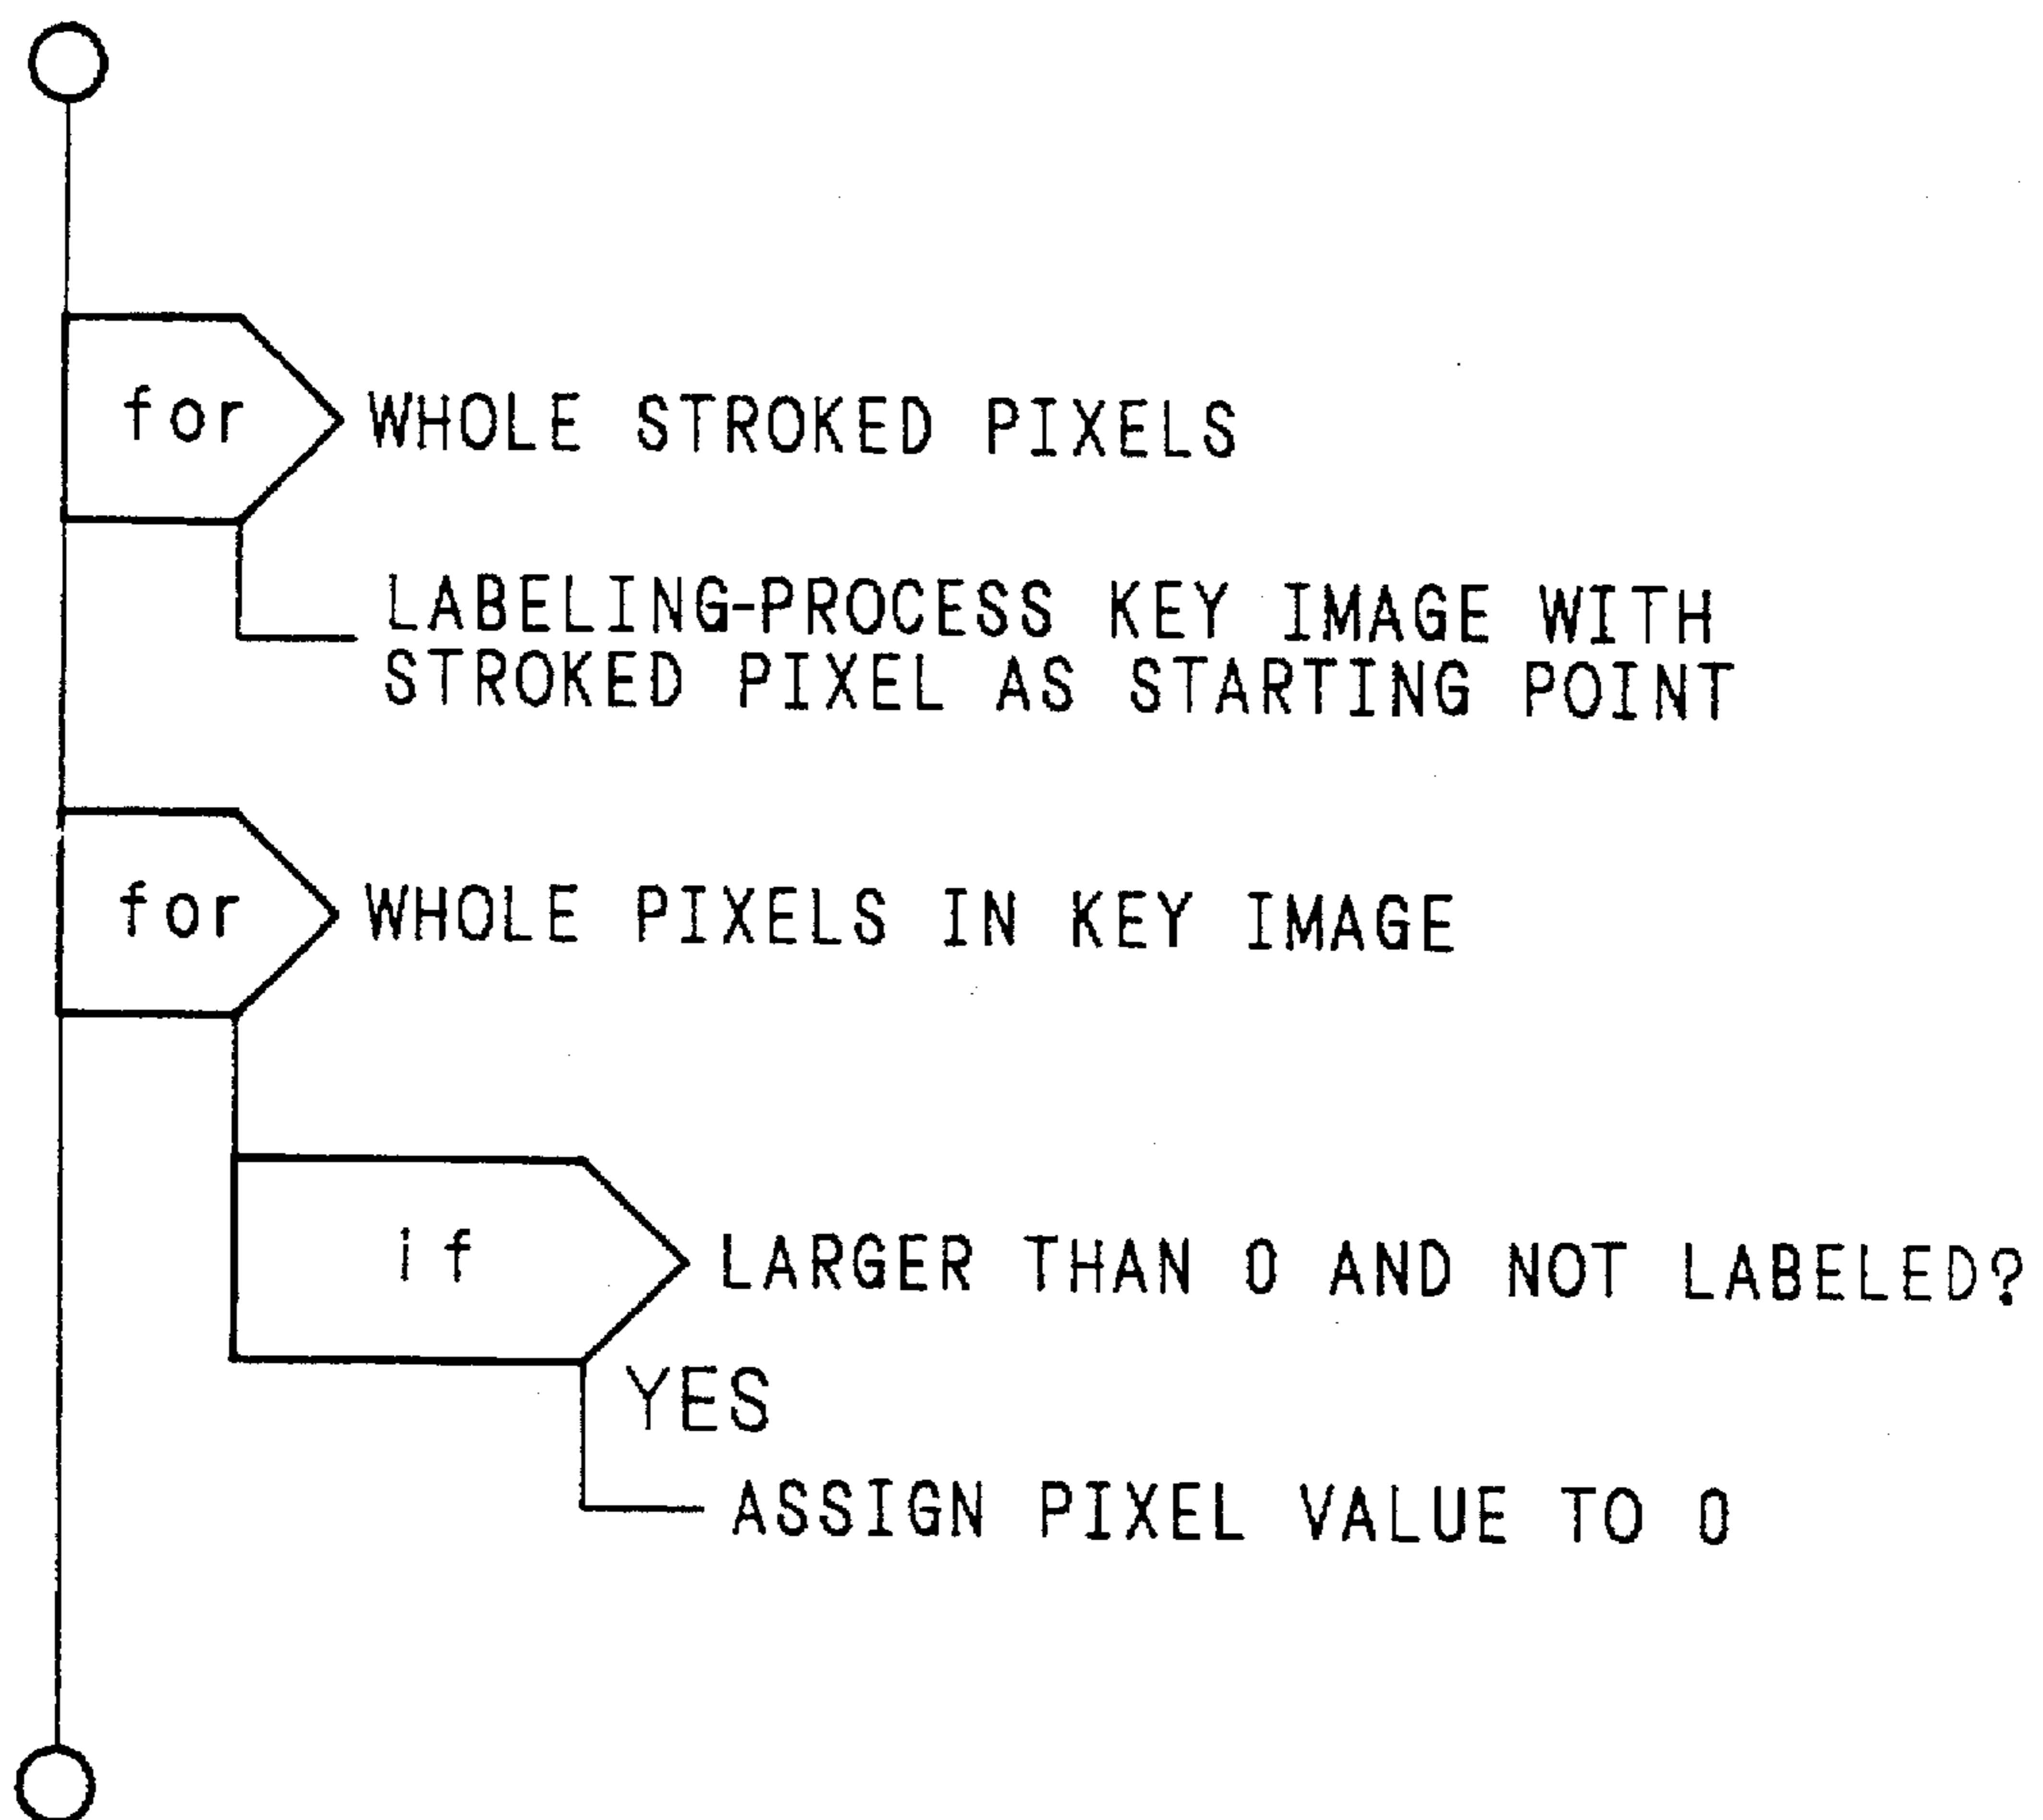 for WHOLE STROKED PIXELS
LABELING-PROCESS KEY IMAGE WITH
STROKED PIXEL AS STARTING POINT
for WHOLE PIXELS IN KEY IMAGE
if LARGER THAN 0 AND NOT LABELED?
YES
ASSIGN PIXEL VALUE TO 0